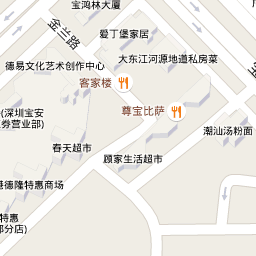 宝鸿林大厦
金兰路
爱丁堡家居
大东江河源地道私房菜
德易文化艺术创作中心
客家楼
尊宝比萨
(深圳宝安
营业部)
潮汕汤粉面
春天超市
顾家生活超市
德隆特惠商场
特惠
部分店)